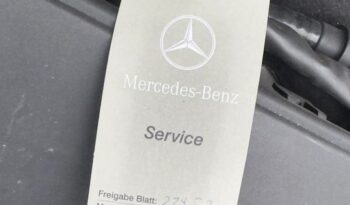 Mercedes-Benz
Service
Freigabe Blatt: